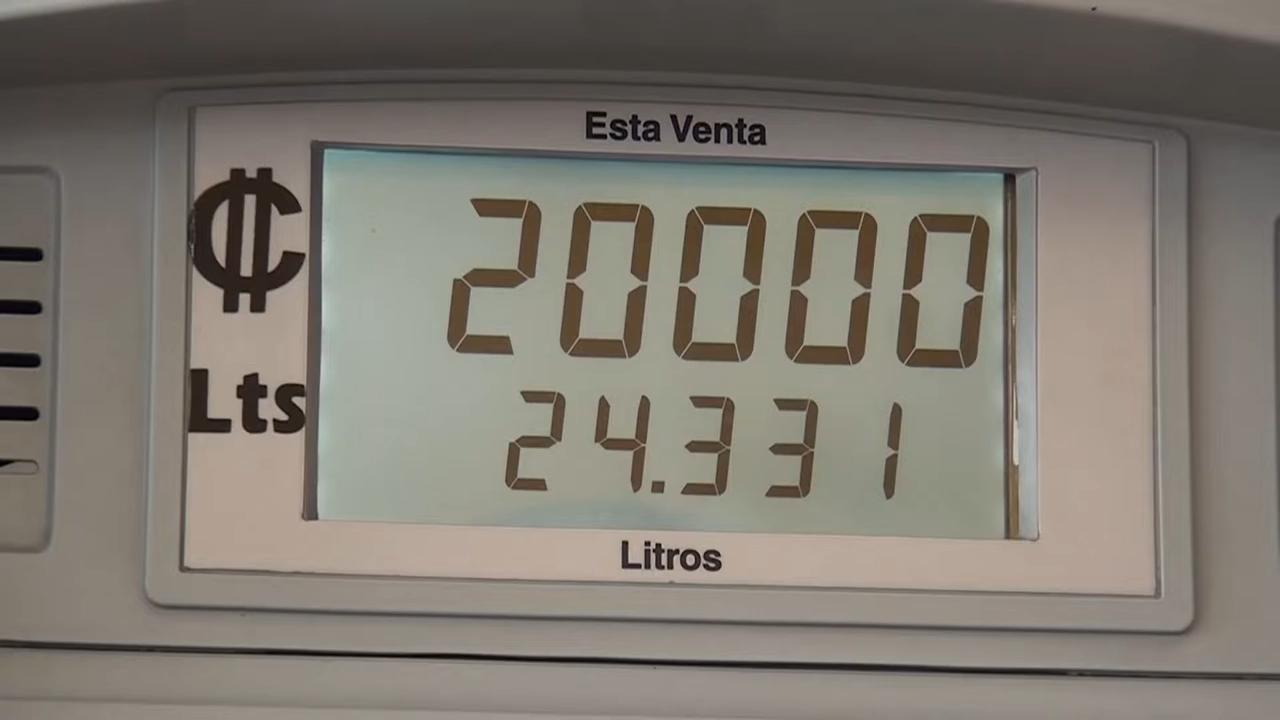 Esta Venta
₡ 20000
Lts 24.331
Litros